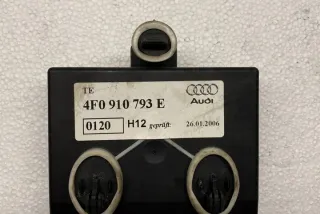 TE
4F0 910 793 E
Audi
0120 H12 geprüft: 26.01.2006